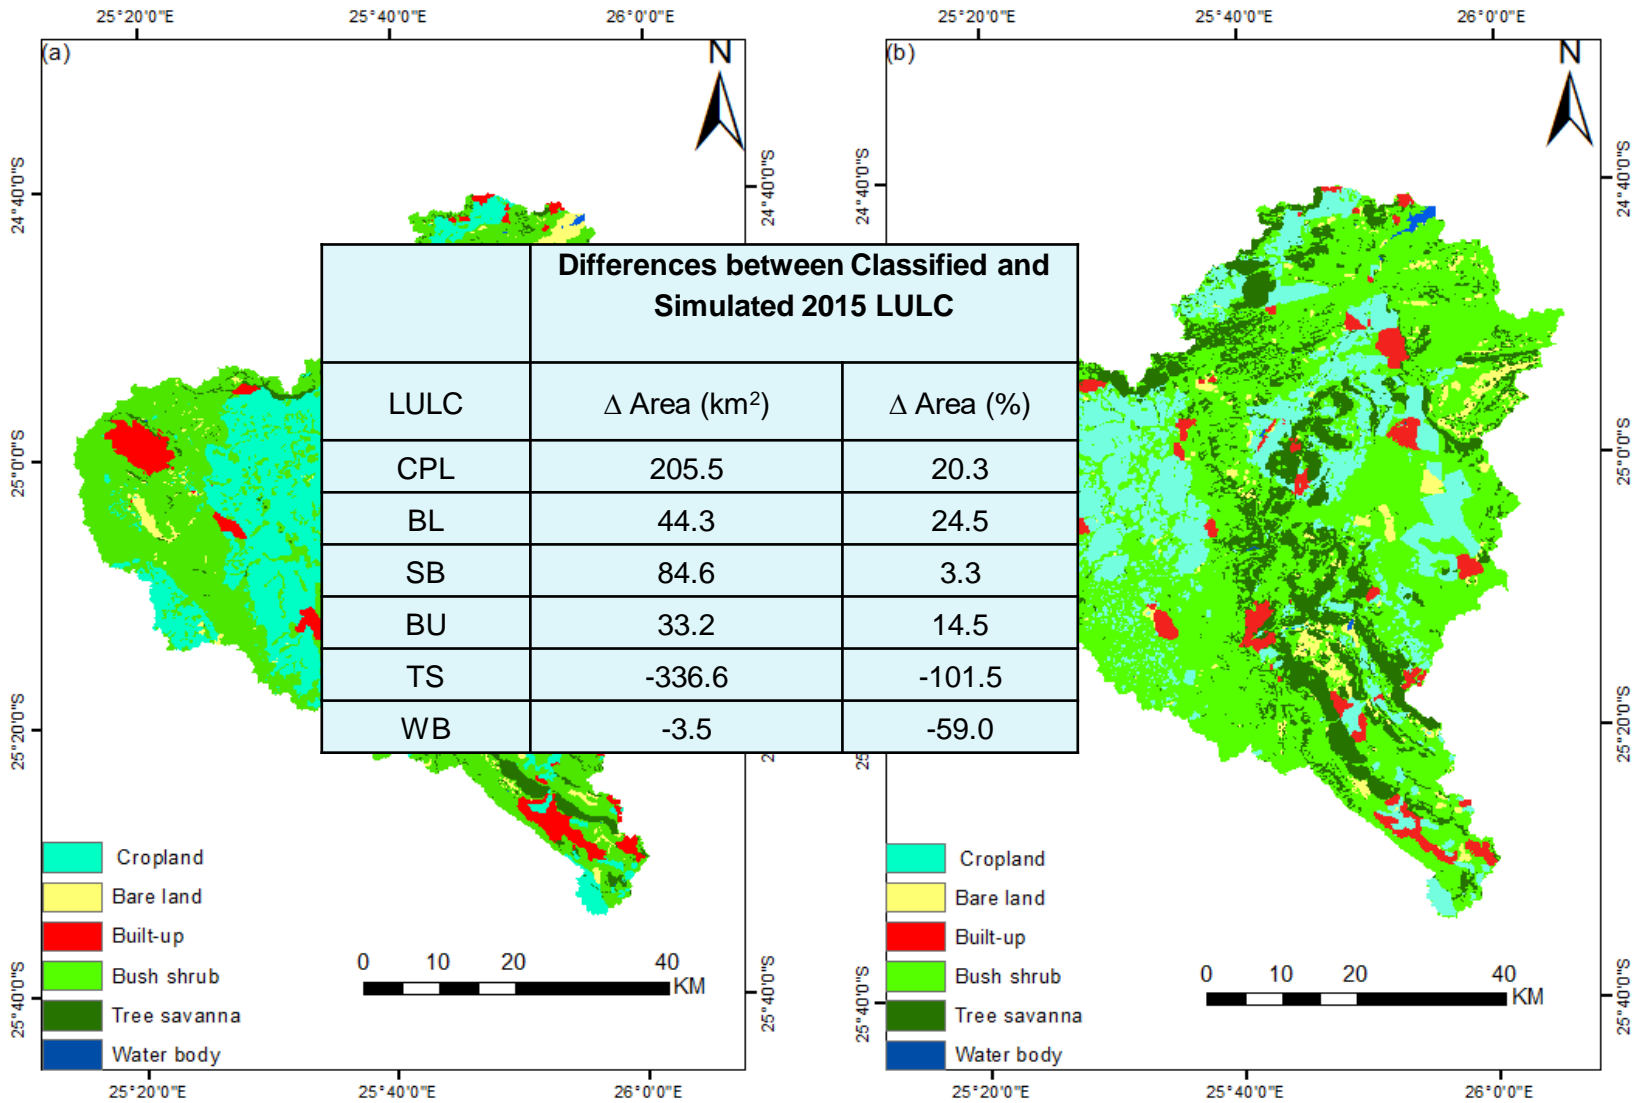 25°20'0"E 25°40'0"E 26°0'0"E 25°20'0"E 25°40'0"E 26°0'0"E
(a)
N
24°40'0"S
25°0'0"S
25°20'0"S
25°40'0"S
24°40'0"S
25°40'0"S
Cropland
Bare land
Built-up
Bush shrub
Tree savanna
Water body
0 10 20 40
KM
Differences between Classified and
Simulated 2015 LULC
LULC ∆ Area (km²) ∆ Area (%)
CPL 205.5 20.3
BL 44.3 24.5
SB 84.6 3.3
BU 33.2 14.5
TS -336.6 -101.5
WB -3.5 -59.0
(b)
N
24°40'0"S
25°40'0"S
24°40'0"S
25°0'0"S
25°20'0"S
25°40'0"S
Cropland
Bare land
Built-up
Bush shrub
Tree savanna
Water body
0 10 20 40
KM
25°20'0"E 25°40'0"E 26°0'0"E 25°20'0"E 25°40'0"E 26°0'0"E